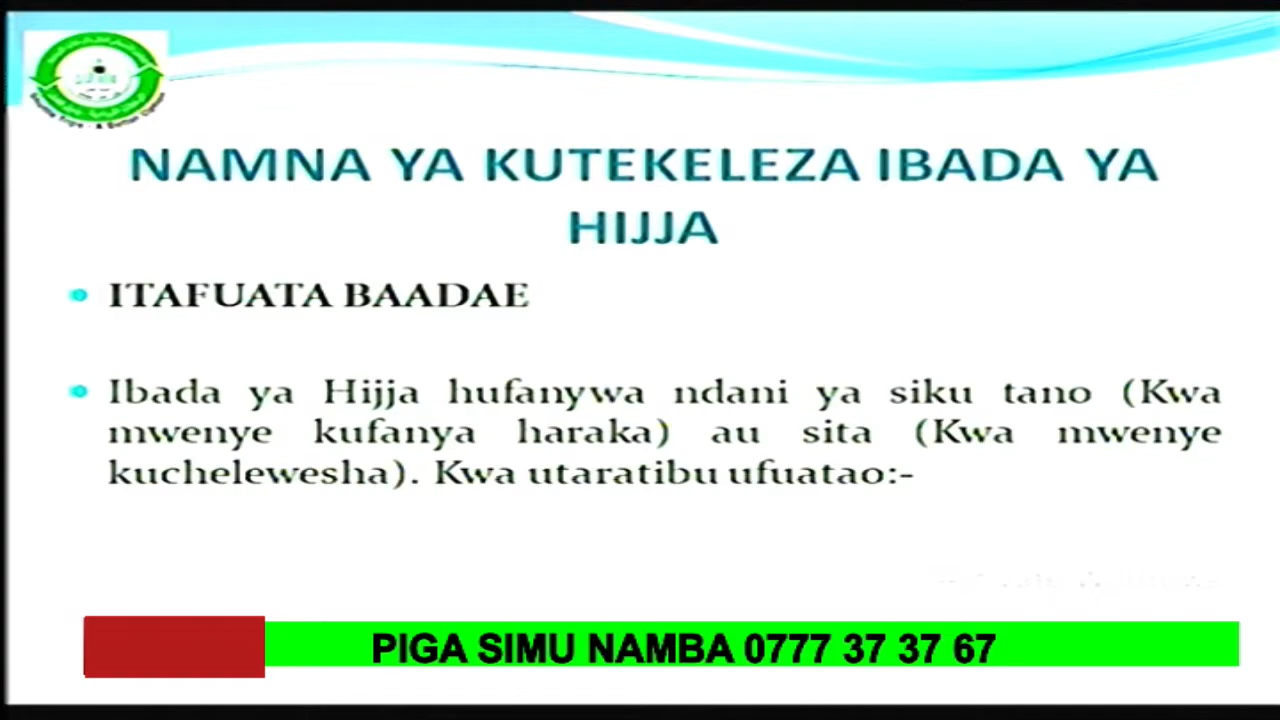 NAMNA YA KUTEKELEZA IBADA YA
HIJJA
ITAFUATA BAADAE
Ibada ya Hijja hufanywa ndani ya siku tano (Kwa
mwenye kufanya haraka) au sita (Kwa mwenye
kuchelewesha). Kwa utaratibu ufuatao:-
PIGA SIMU NAMBA 0777 37 37 67